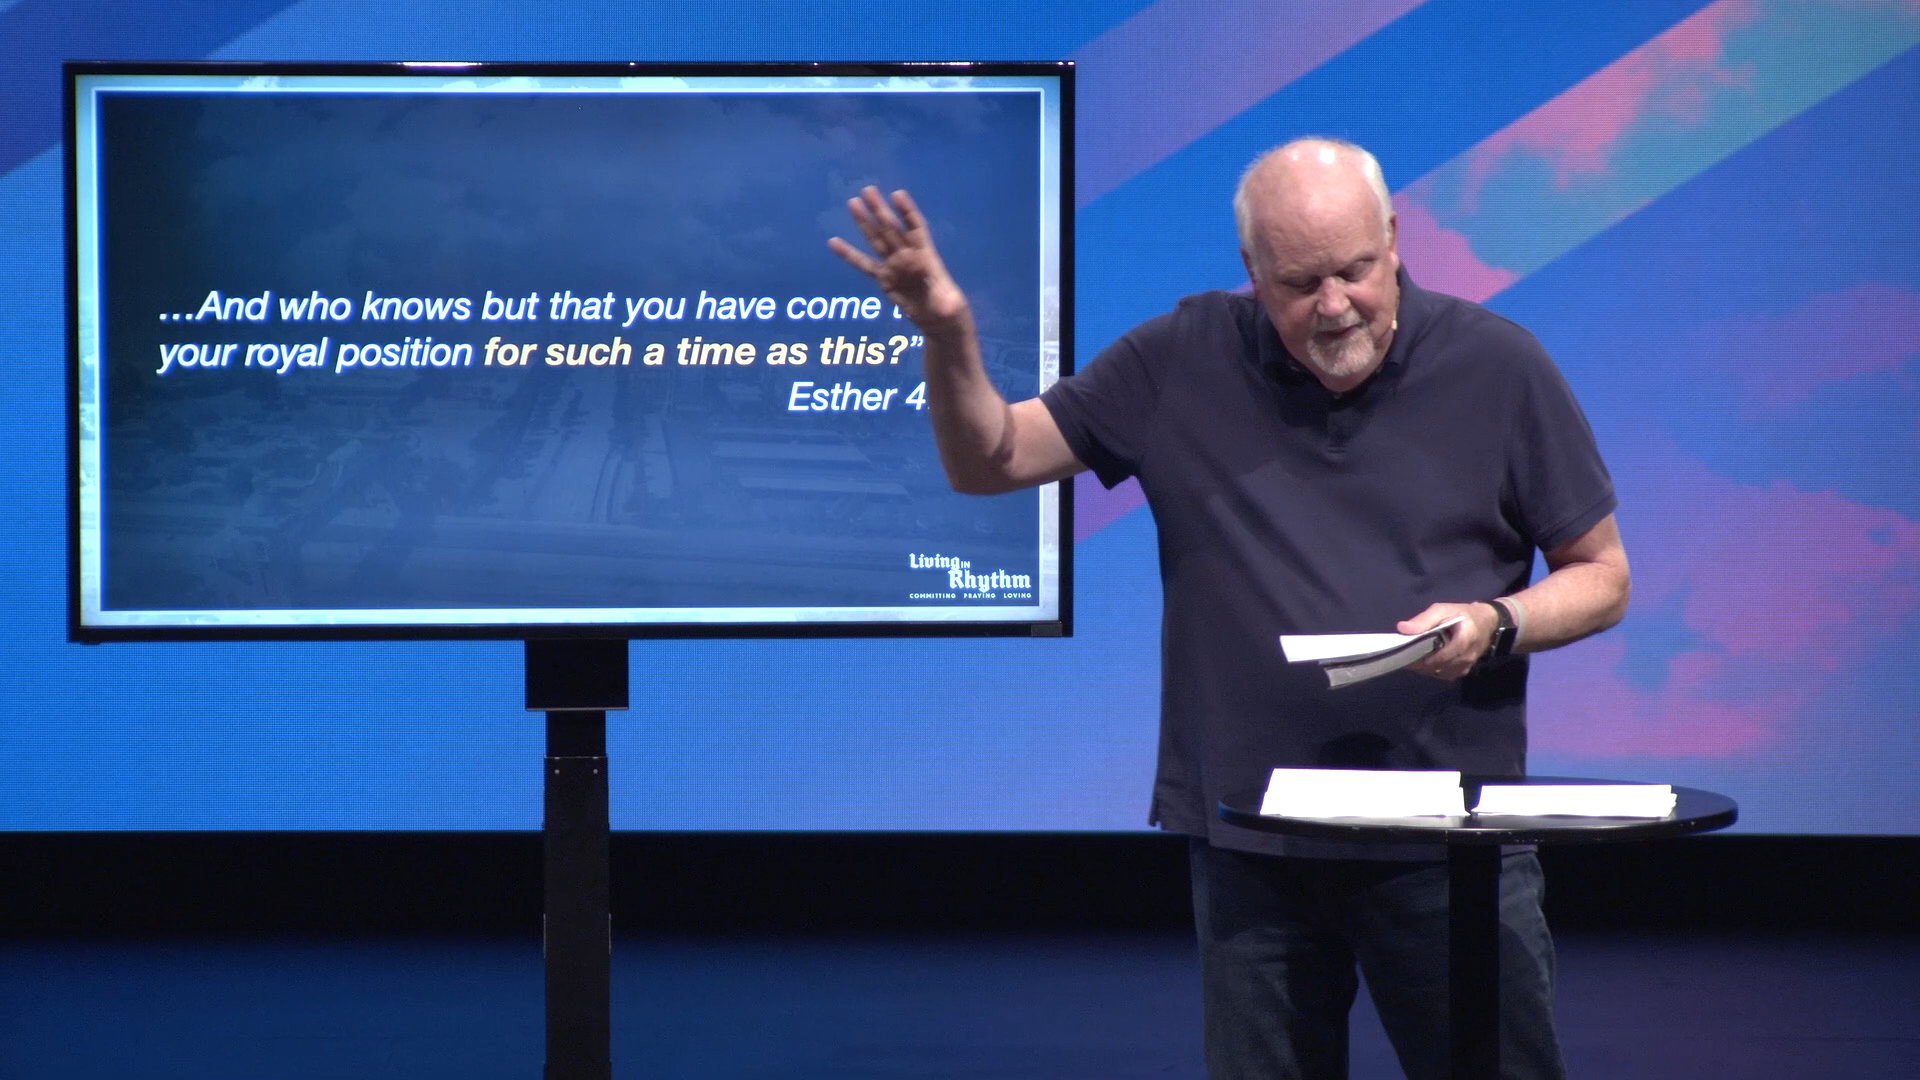 …And who knows but that you have come
your royal position for such a time as this?”
Esther 4
Living IN
Rhythm
COMMITTING PRAYING LOVING